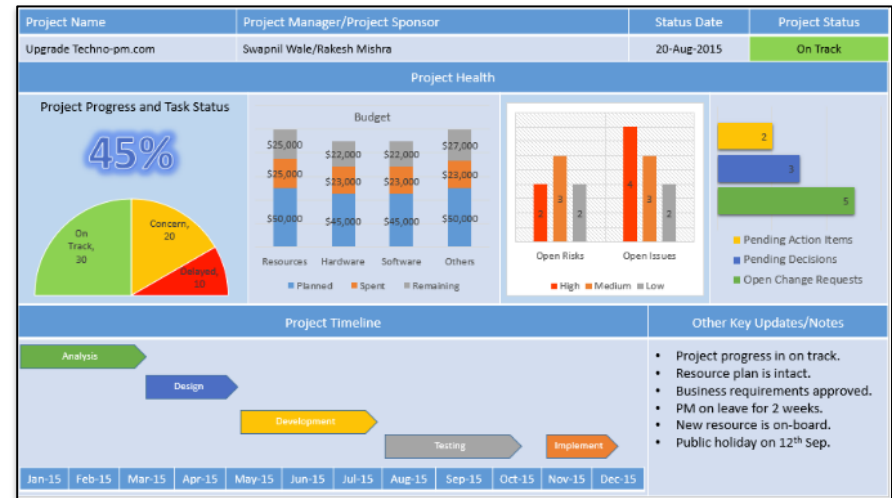 Project Name
Project Manager/Project Sponsor
Status Date
Project Status
Upgrade Techno-pm.com
Swapnil Wale/Rakesh Mishra
20-Aug-2015
On Track
Project Health
Project Progress and Task Status
45%
On
Track,
30
Concern,
20
Delayed,
10
Budget
$25,000
$22,000
$22,000
$27,000
$25,000
$23,000
$23,000
$23,000
$50,000
$45,000
$45,000
$50,000
Resources Hardware Software Others
Planned Spent Remaining
2
3
2
4
3
2
Open Risks Open Issues
High Medium Low
2
3
5
Pending Action Items
Pending Decisions
Open Change Requests
Project Timeline
Analysis
Design
Development
Testing
Implement
Jan-15 Feb-15 Mar-15 Apr-15 May-15 Jun-15 Jul-15 Aug-15 Sep-15 Oct-15 Nov-15 Dec-15
Other Key Updates/Notes
• Project progress in on track.
• Resource plan is intact.
• Business requirements approved.
• PM on leave for 2 weeks.
• New resource is on-board.
• Public holiday on 12th Sep.